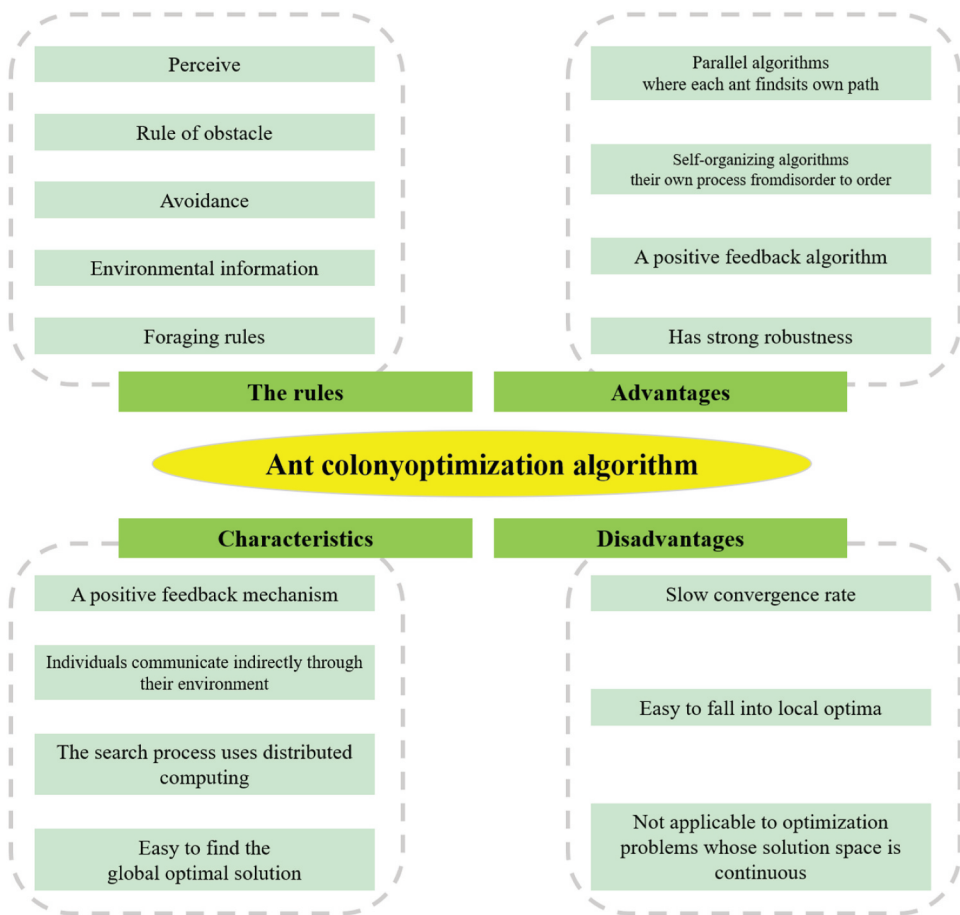 Perceive
Rule of obstacle
Avoidance
Environmental information
Foraging rules
The rules
Parallel algorithms
where each ant findsits own path
Self-organizing algorithms
their own process fromdisorder to order
A positive feedback algorithm
Has strong robustness
Advantages
Ant colonyoptimization algorithm
Characteristics
A positive feedback mechanism
Individuals communicate indirectly through
their environment
The search process uses distributed
computing
Easy to find the
global optimal solution
Disadvantages
Slow convergence rate
Easy to fall into local optima
Not applicable to optimization
problems whose solution space is
continuous